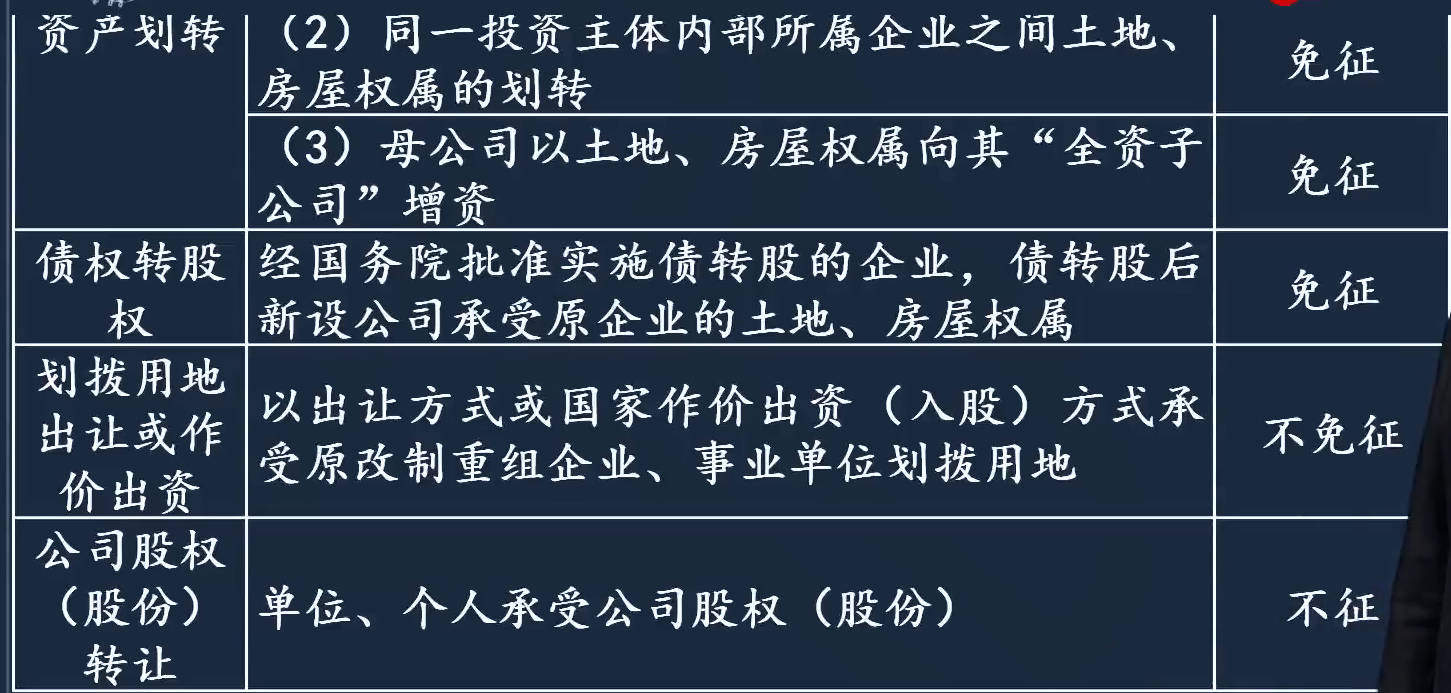 资产划转
（2）同一投资主体内部所属企业之间土地、
房屋权属的划转
免征
（3）母公司以土地、房屋权属向其“全资子
公司”增资
免征
债权转股
权
经国务院批准实施债转股的企业，债转股后
新设公司承受原企业的土地、房屋权属
免征
划拨用地
出让或作
价出资
以出让方式或国家作价出资（入股）方式承
受原改制重组企业、事业单位划拨用地
不免征
公司股权
（股份）
转让
单位、个人承受公司股权（股份）
不征